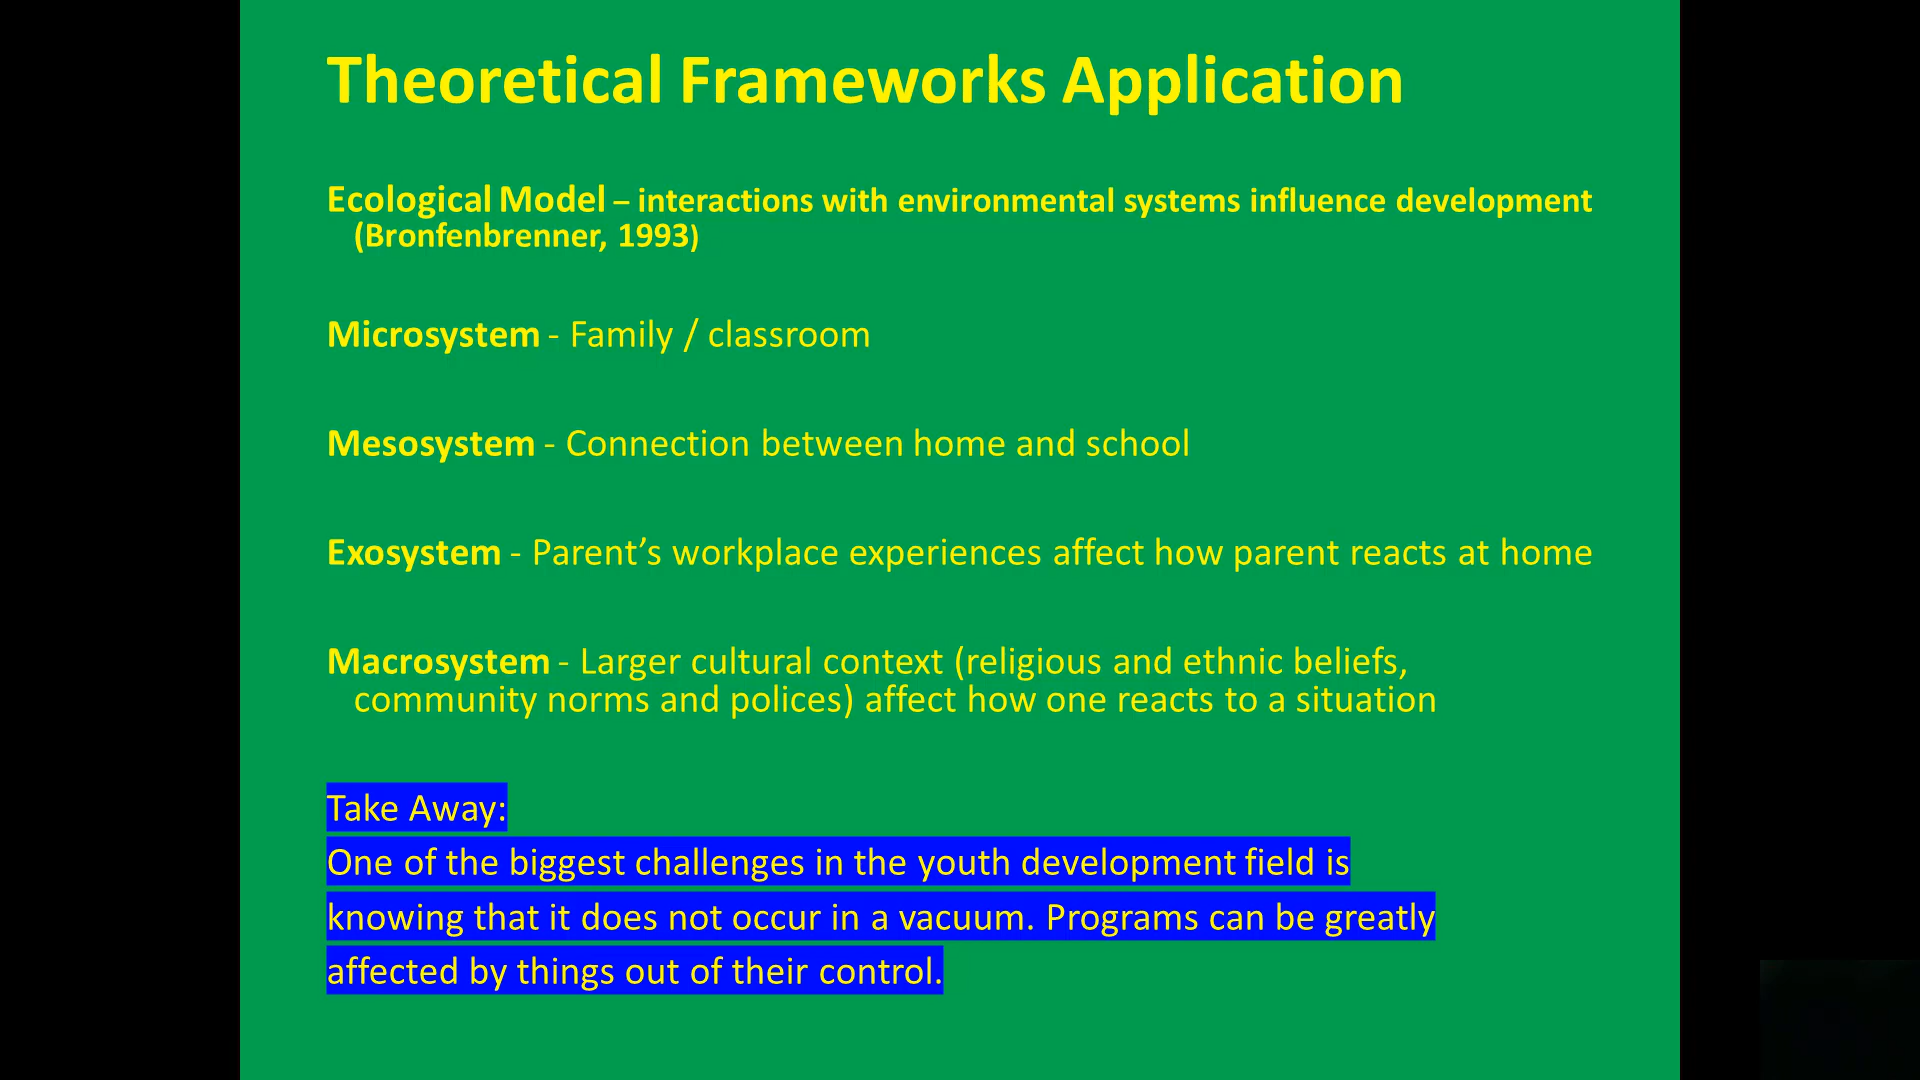 Theoretical Frameworks Application
Ecological Model – interactions with environmental systems influence development
(Bronfenbrenner, 1993)
Microsystem - Family / classroom
Mesosystem - Connection between home and school
Exosystem - Parent’s workplace experiences affect how parent reacts at home
Macrosystem - Larger cultural context (religious and ethnic beliefs,
community norms and polices) affect how one reacts to a situation
Take Away:
One of the biggest challenges in the youth development field is
knowing that it does not occur in a vacuum. Programs can be greatly
affected by things out of their control.